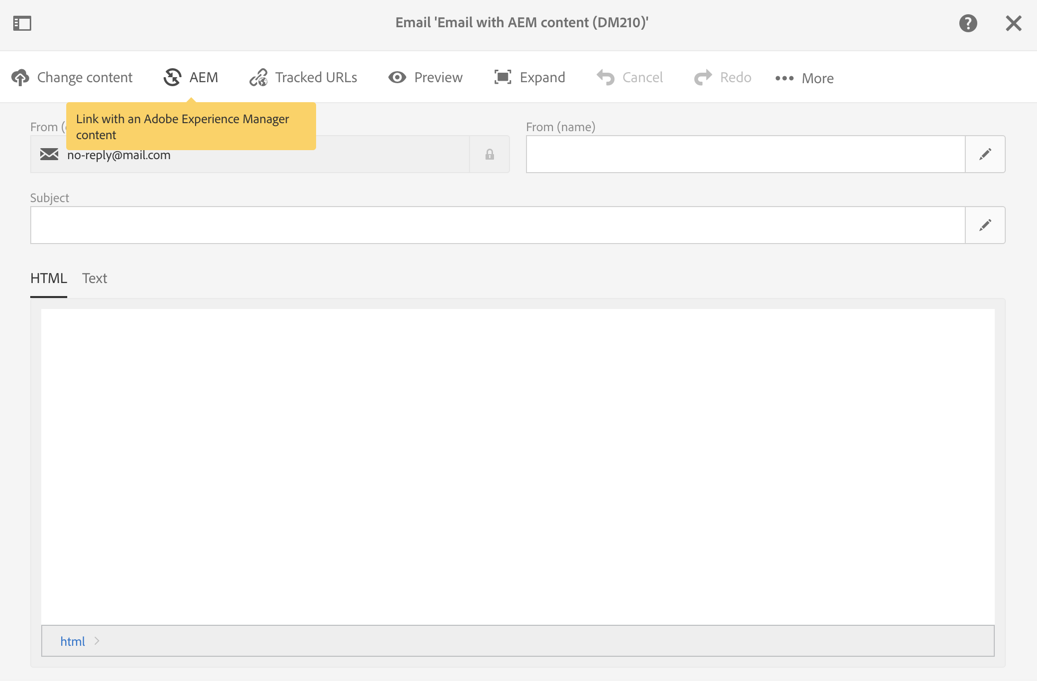 Email 'Email with AEM content (DM210)'
Change content AEM Tracked URLs Preview Expand Cancel Redo More
Link with an Adobe Experience Manager
content
From ( From (name)
no-reply@mail.com
Subject
HTML Text
html